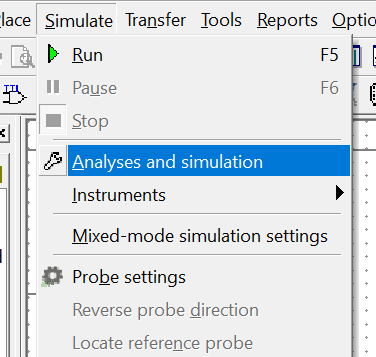 lace Simulate Transfer Tools Reports Optio
Run F5
Pause F6
Stop
Analyses and simulation
Instruments
Mixed-mode simulation settings
Probe settings
Reverse probe direction
Locate reference probe